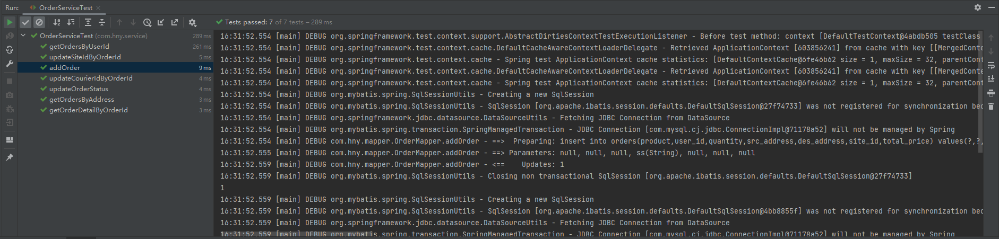 Run: OrderServiceTest
Tests passed: 7 of 7 tests – 289 ms
OrderServiceTest (com.hny.service) 289 ms
getOrdersByUserId 261 ms
updateSiteIdByOrderId 5 ms
addOrder 9 ms
updateCourierIdByOrderId 4 ms
updateOrderStatus 4 ms
getOrdersByAddress 3 ms
getOrderDetailByOrderId 3 ms
16:31:52.554 [main] DEBUG org.springframework.test.context.support.AbstractDirtiesContextTestExecutionListener - Before test method: context [DefaultTestContext@4abdb505 testClass
16:31:52.554 [main] DEBUG org.springframework.test.context.cache.DefaultCacheAwareContextLoaderDelegate - Retrieved ApplicationContext [603856241] from cache with key [[MergedConte
16:31:52.554 [main] DEBUG org.springframework.test.context.cache - Spring test ApplicationContext cache statistics: [DefaultContextCache@6fe46b62 size = 1, maxSize = 32, parentCont
16:31:52.554 [main] DEBUG org.springframework.test.context.cache.DefaultCacheAwareContextLoaderDelegate - Retrieved ApplicationContext [603856241] from cache with key [[MergedConte
16:31:52.554 [main] DEBUG org.springframework.test.context.cache - Spring test ApplicationContext cache statistics: [DefaultContextCache@6fe46b62 size = 1, maxSize = 32, parentCont
16:31:52.554 [main] DEBUG org.mybatis.spring.SqlSessionUtils - Creating a new SqlSession
16:31:52.554 [main] DEBUG org.mybatis.spring.SqlSessionUtils - SqlSession [org.apache.ibatis.session.defaults.DefaultSqlSession@27f74733] was not registered for synchronization bec
16:31:52.554 [main] DEBUG org.springframework.jdbc.datasource.DataSourceUtils - Fetching JDBC Connection from DataSource
16:31:52.554 [main] DEBUG org.mybatis.spring.transaction.SpringManagedTransaction - JDBC Connection [com.mysql.cj.jdbc.ConnectionImpl@71178a52] will not be managed by Spring
16:31:52.554 [main] DEBUG com.hny.mapper.OrderMapper.addOrder - ==>  Preparing: insert into orders(product,user_id,quantity,src_address,des_address,site_id,total_price) values(?,?,
16:31:52.555 [main] DEBUG com.hny.mapper.OrderMapper.addOrder - ==> Parameters: null, null, null, ss(String), null, null, null
16:31:52.559 [main] DEBUG com.hny.mapper.OrderMapper.addOrder - <==    Updates: 1
16:31:52.559 [main] DEBUG org.mybatis.spring.SqlSessionUtils - Closing non transactional SqlSession [org.apache.ibatis.session.defaults.DefaultSqlSession@27f74733]
1
16:31:52.559 [main] DEBUG org.mybatis.spring.SqlSessionUtils - Creating a new SqlSession
16:31:52.559 [main] DEBUG org.mybatis.spring.SqlSessionUtils - SqlSession [org.apache.ibatis.session.defaults.DefaultSqlSession@4bb8855f] was not registered for synchronization bec
16:31:52.559 [main] DEBUG org.springframework.jdbc.datasource.DataSourceUtils - Fetching JDBC Connection from DataSource
16:31:52.559 [main] DEBUG org.mybatis.spring.transaction.SpringManagedTransaction - JDBC Connection [com.mysql.cj.jdbc.ConnectionImpl@71178a52] will not be managed by Spring